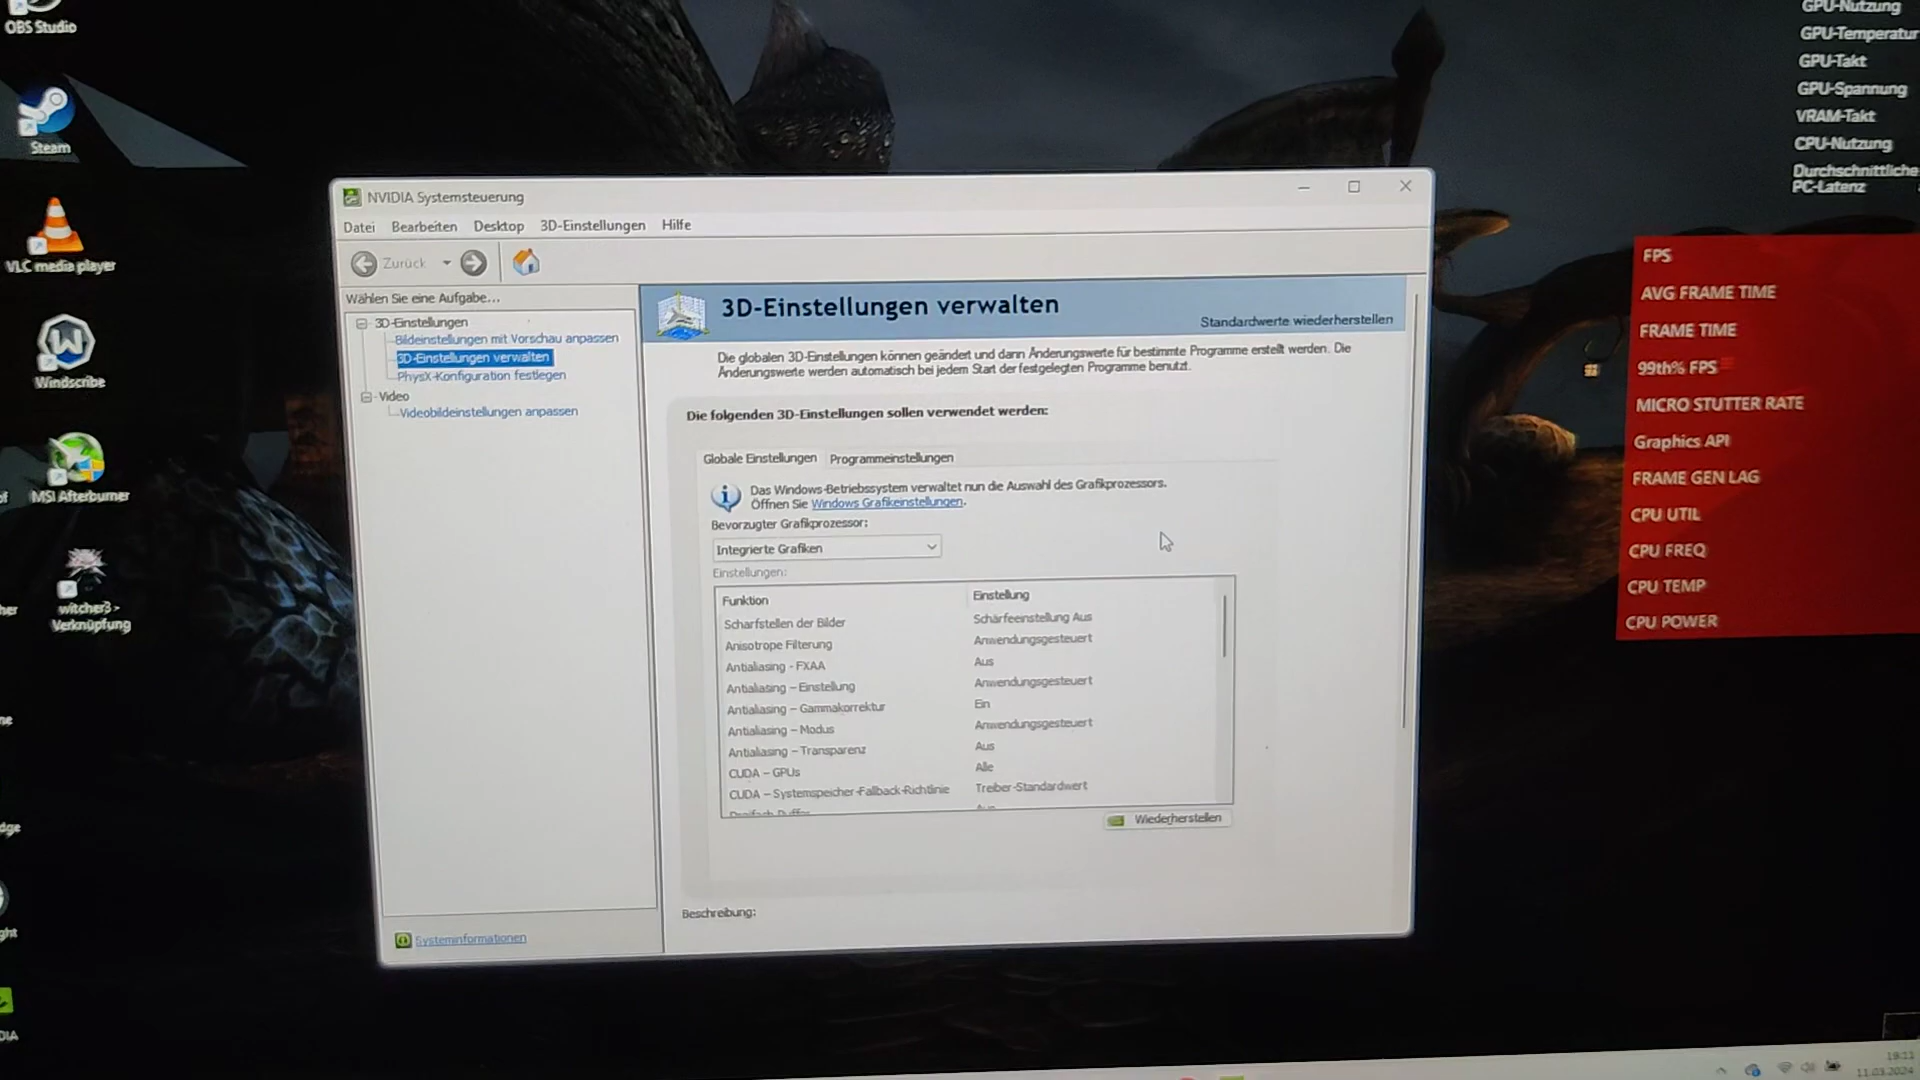 OBS Studio
Steam
VLC media player
Windscribe
MSI Afterburner
witcher3 -
Verknüpfung
NVIDIA Systemsteuerung
Datei Bearbeiten Desktop 3D-Einstellungen Hilfe
Zurück
Wählen Sie eine Aufgabe...
3D-Einstellungen
Bildeinstellungen mit Vorschau anpassen
3D-Einstellungen verwalten
PhysX-Konfiguration festlegen
Video
Videobildeinstellungen anpassen
Systeminformationen
3D-Einstellungen verwalten
Standardwerte wiederherstellen
Die globalen 3D-Einstellungen können geändert und dann Änderungswerte für bestimmte Programme erstellt werden. Die
Änderungswerte werden automatisch bei jedem Start der festgelegten Programme benutzt.
Die folgenden 3D-Einstellungen sollen verwendet werden:
Globale Einstellungen Programmeinstellungen
Das Windows-Betriebssystem verwaltet nun die Auswahl des Grafikprozessors.
Öffnen Sie Windows Grafikeinstellungen.
Bevorzugter Grafikprozessor:
Integrierte Grafiken
Einstellungen:
Funktion Einstellung
Scharfstellen der Bilder Schärfeeinstellung Aus
Anisotrope Filterung Anwendungsgesteuert
Antialiasing - FXAA Aus
Antialiasing – Einstellung Anwendungsgesteuert
Antialiasing – Gammakorrektur Ein
Antialiasing – Modus Anwendungsgesteuert
Antialiasing – Transparenz Aus
CUDA – GPUs Alle
CUDA – Systemspeicher-Fallback-Richtlinie Treiber-Standardwert
Wiederherstellen
Beschreibung:
GPU-Nutzung
GPU-Temperatur
GPU-Takt
GPU-Spannung
VRAM-Takt
CPU-Nutzung
Durchschnittliche
PC-Latenz
FPS
AVG FRAME TIME
FRAME TIME
99th% FPS
MICRO STUTTER RATE
Graphics API
FRAME GEN LAG
CPU UTIL
CPU FREQ
CPU TEMP
CPU POWER
19:11
11.03.2024